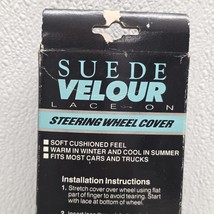 SUEDE
VELOUR
LACE-ON
STEERING WHEEL COVER
SOFT CUSHIONED FEEL
WARM IN WINTER AND COOL IN SUMMER
FITS MOST CARS AND TRUCKS
Installation Instructions
1. Stretch cover over wheel using flat
part of finger to avoid tearing. Start
with lace at bottom of wheel.